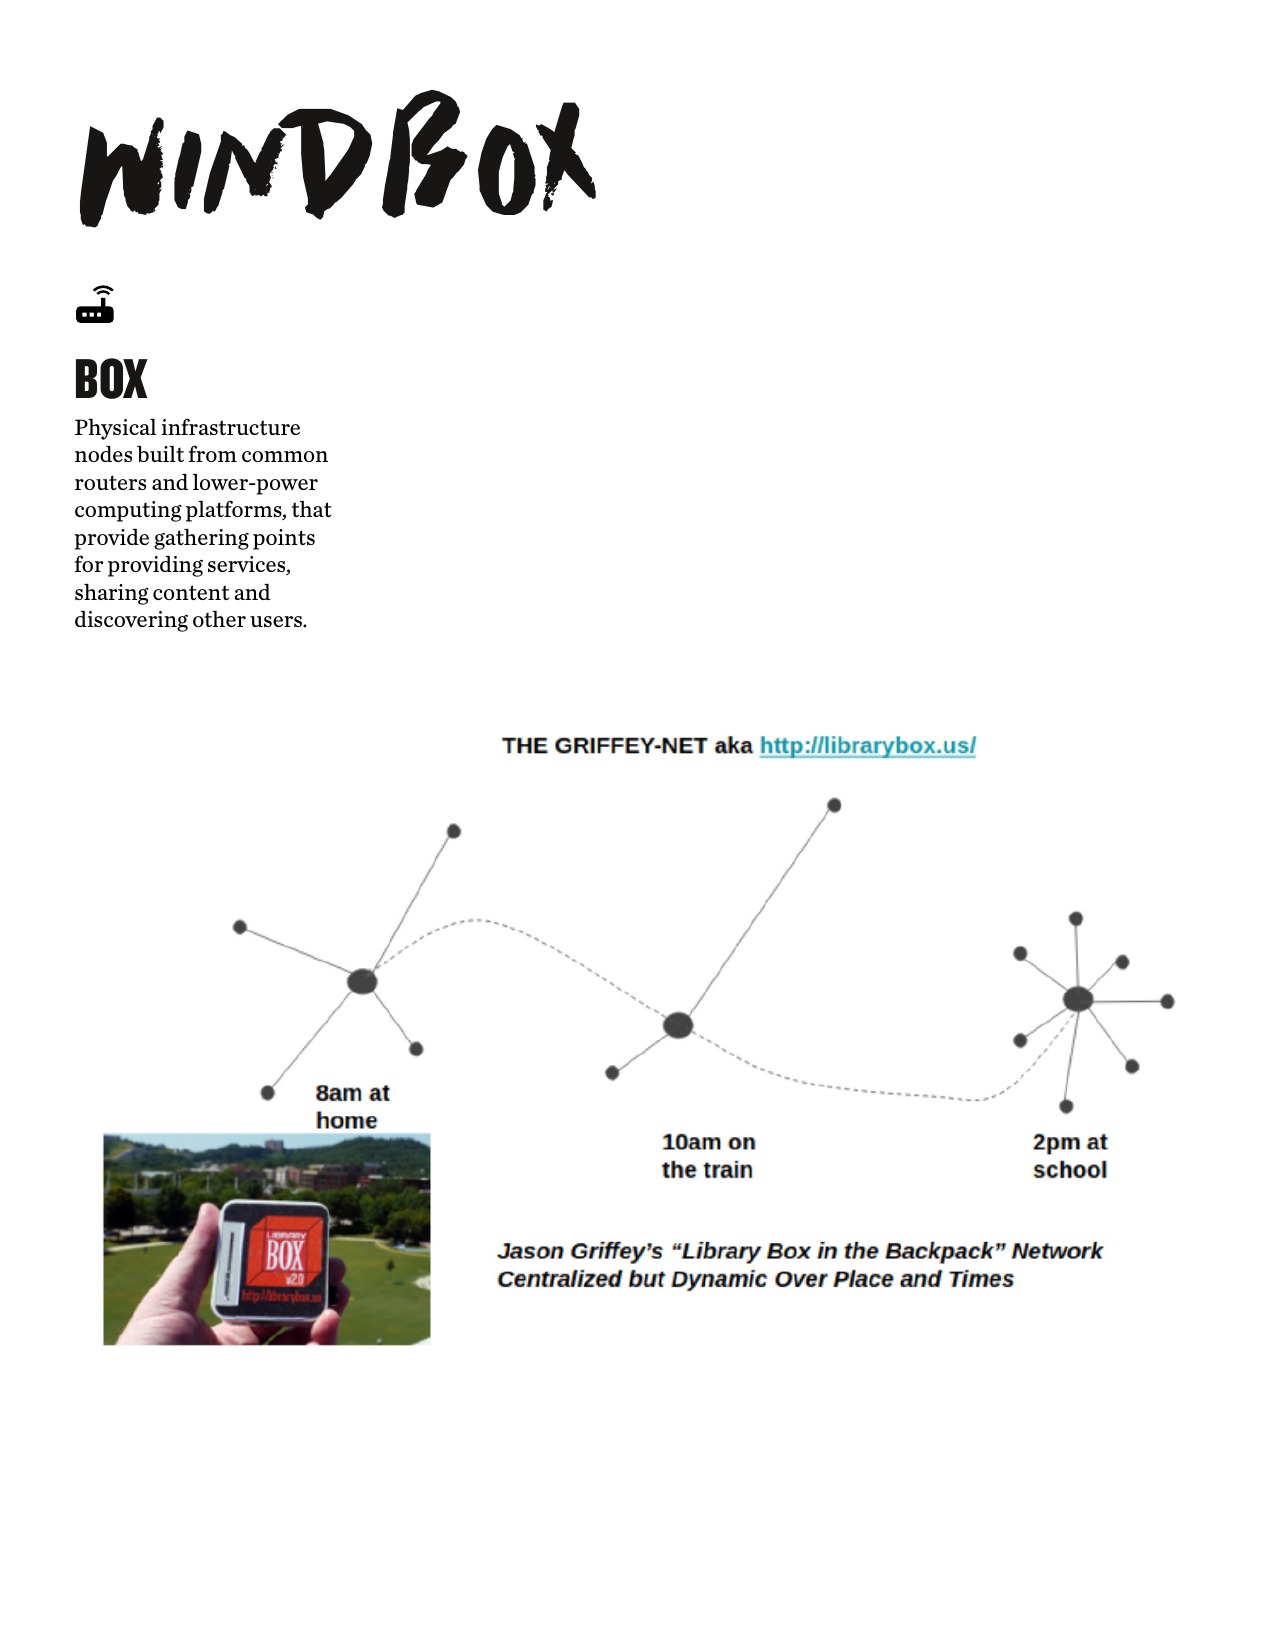 WINDBOX
BOX
Physical infrastructure
nodes built from common
routers and lower-power
computing platforms, that
provide gathering points
for providing services,
sharing content and
discovering other users.
THE GRIFFEY-NET aka http://librarybox.us/
8am at
home
10am on
the train
2pm at
school
LIBRARY
BOX
v2.0
http://librarybox.us
Jason Griffey’s “Library Box in the Backpack” Network
Centralized but Dynamic Over Place and Times